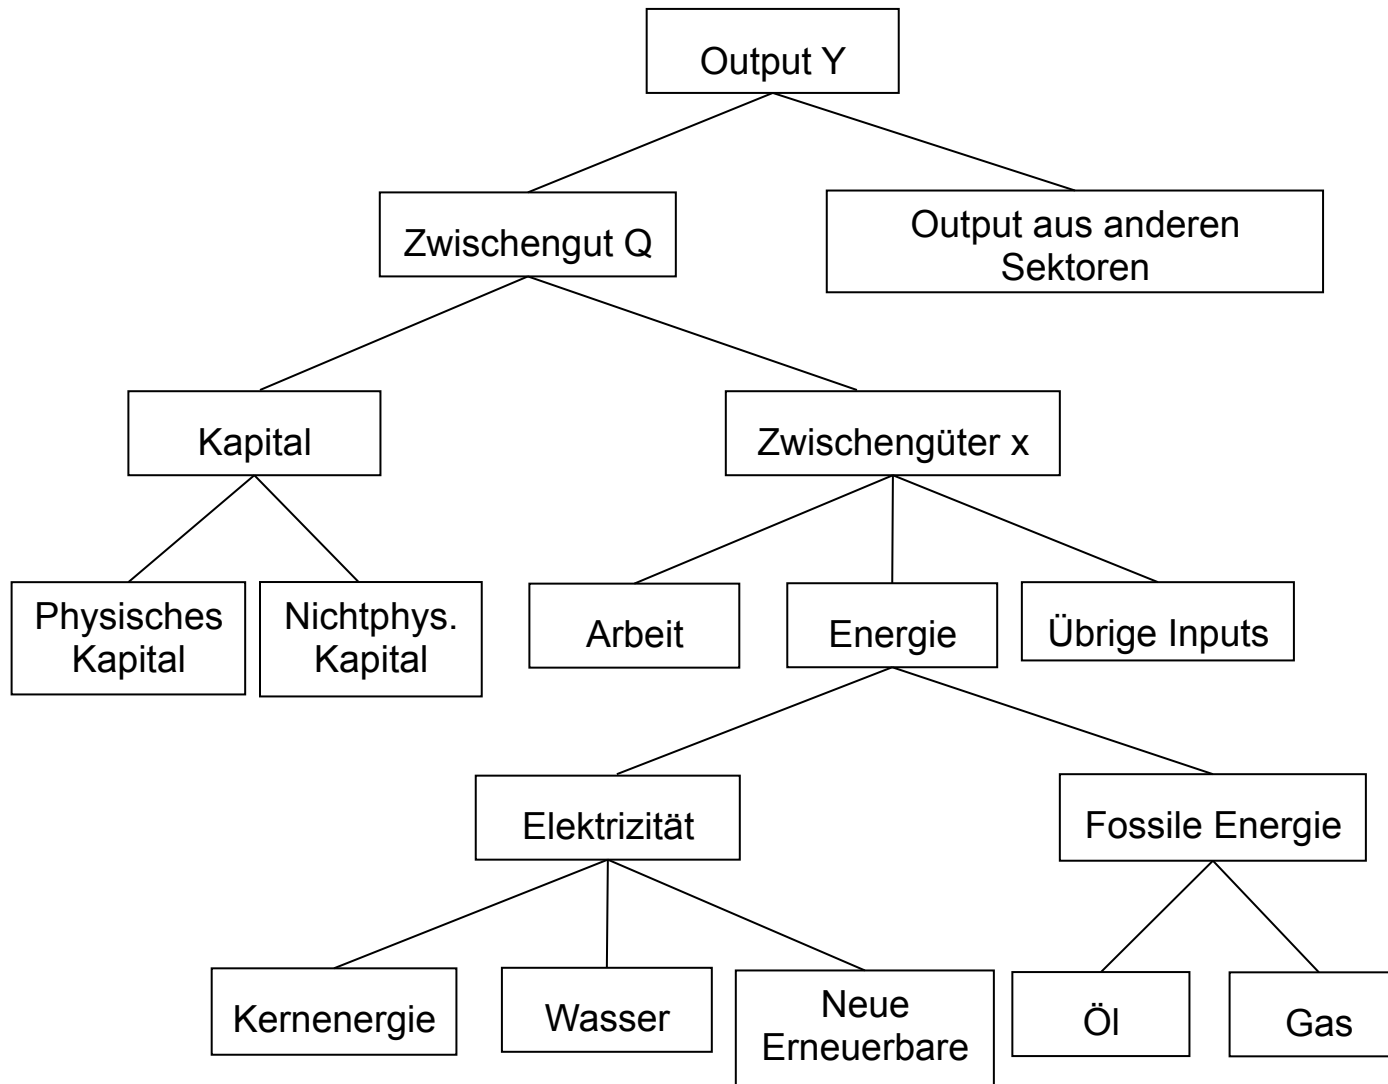 Output Y
Zwischengut Q
Output aus anderen
Sektoren
Kapital
Zwischengüter x
Physisches
Kapital
Nichtphys.
Kapital
Arbeit
Energie
Übrige Inputs
Elektrizität
Fossile Energie
Kernenergie
Wasser
Neue
Erneuerbare
Öl
Gas